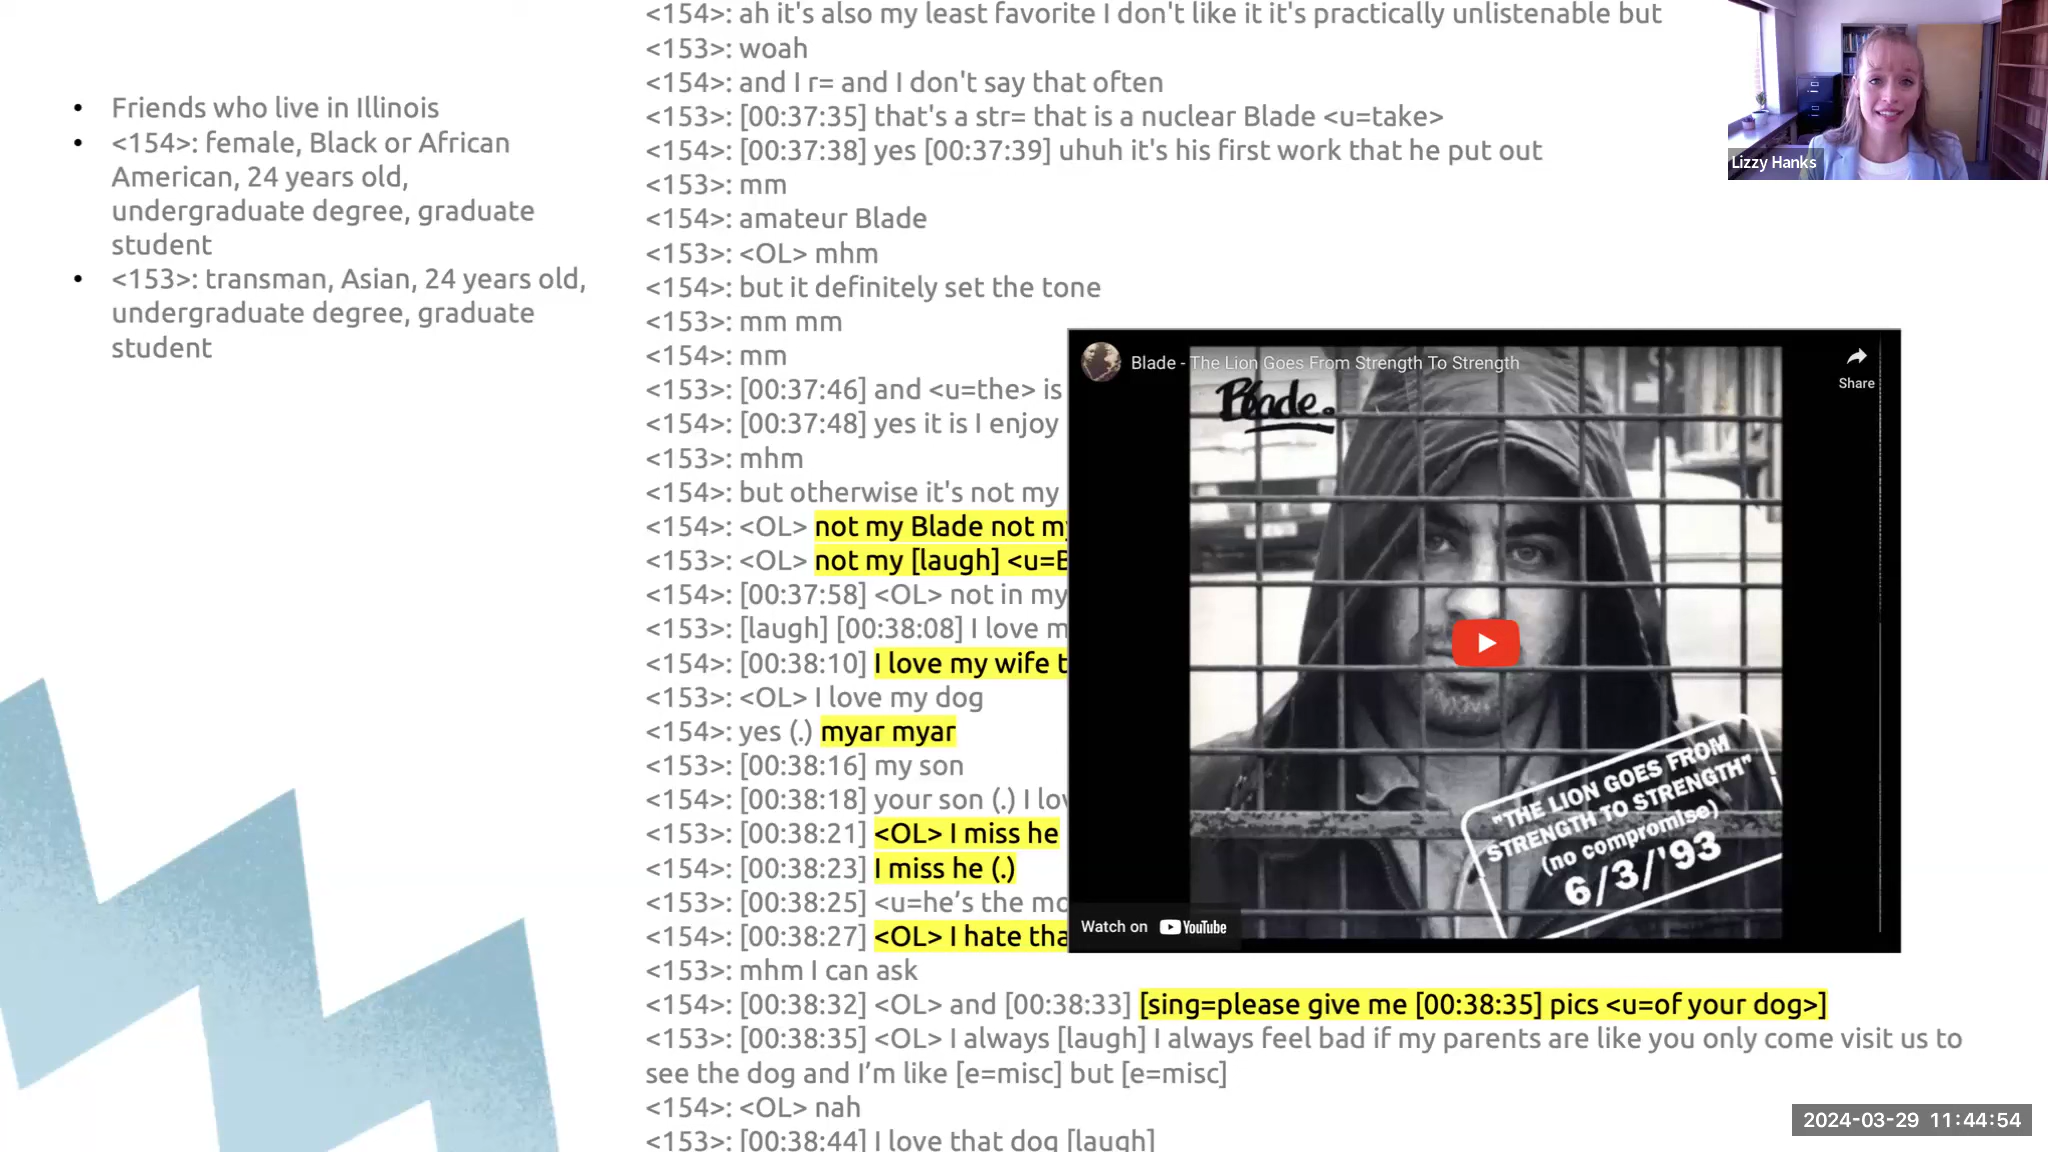 • Friends who live in Illinois
• <154>: female, Black or African
American, 24 years old,
undergraduate degree, graduate
student
• <153>: transman, Asian, 24 years old,
undergraduate degree, graduate
student
<154>: ah it's also my least favorite I don't like it it's practically unlistenable but
<153>: woah
<154>: and I r= and I don't say that often
<153>: [00:37:35] that's a str= that is a nuclear Blade <u=take>
<154>: [00:37:38] yes [00:37:39] uhuh it's his first work that he put out
<153>: mm
<154>: amateur Blade
<153>: <OL> mhm
<154>: but it definitely set the tone
<153>: mm mm
<154>: mm
<153>: [00:37:46] and <u=the> is
<154>: [00:37:48] yes it is I enjoy
<153>: mhm
<154>: but otherwise it's not my
<154>: <OL> not my Blade not my
<153>: <OL> not my [laugh] <u=
<154>: [00:37:58] <OL> not in my
<153>: [laugh] [00:38:08] I love
<154>: [00:38:10] I love my wife
<153>: <OL> I love my dog
<154>: yes (.) myar myar
<153>: [00:38:16] my son
<154>: [00:38:18] your son (.) I
<153>: [00:38:21] <OL> I miss he
<154>: [00:38:23] I miss he (.)
<153>: [00:38:25] <u=he’s the
<154>: [00:38:27] <OL> I hate
<153>: mhm I can ask
<154>: [00:38:32] <OL> and [00:38:33] [sing=please give me [00:38:35] pics <u=of your dog>]
<153>: [00:38:35] <OL> I always [laugh] I always feel bad if my parents are like you only come visit us to
see the dog and I’m like [e=misc] but [e=misc]
<154>: <OL> nah
<153>: [00:38:44] I love that dog [laugh]
Blade - The Lion Goes From Strength To Strength
Share
Blade.
"THE LION GOES FROM
STRENGTH TO STRENGTH"
(no compromise)
6/3/'93
Watch on YouTube
Lizzy Hanks
2024-03-29 11:44:54